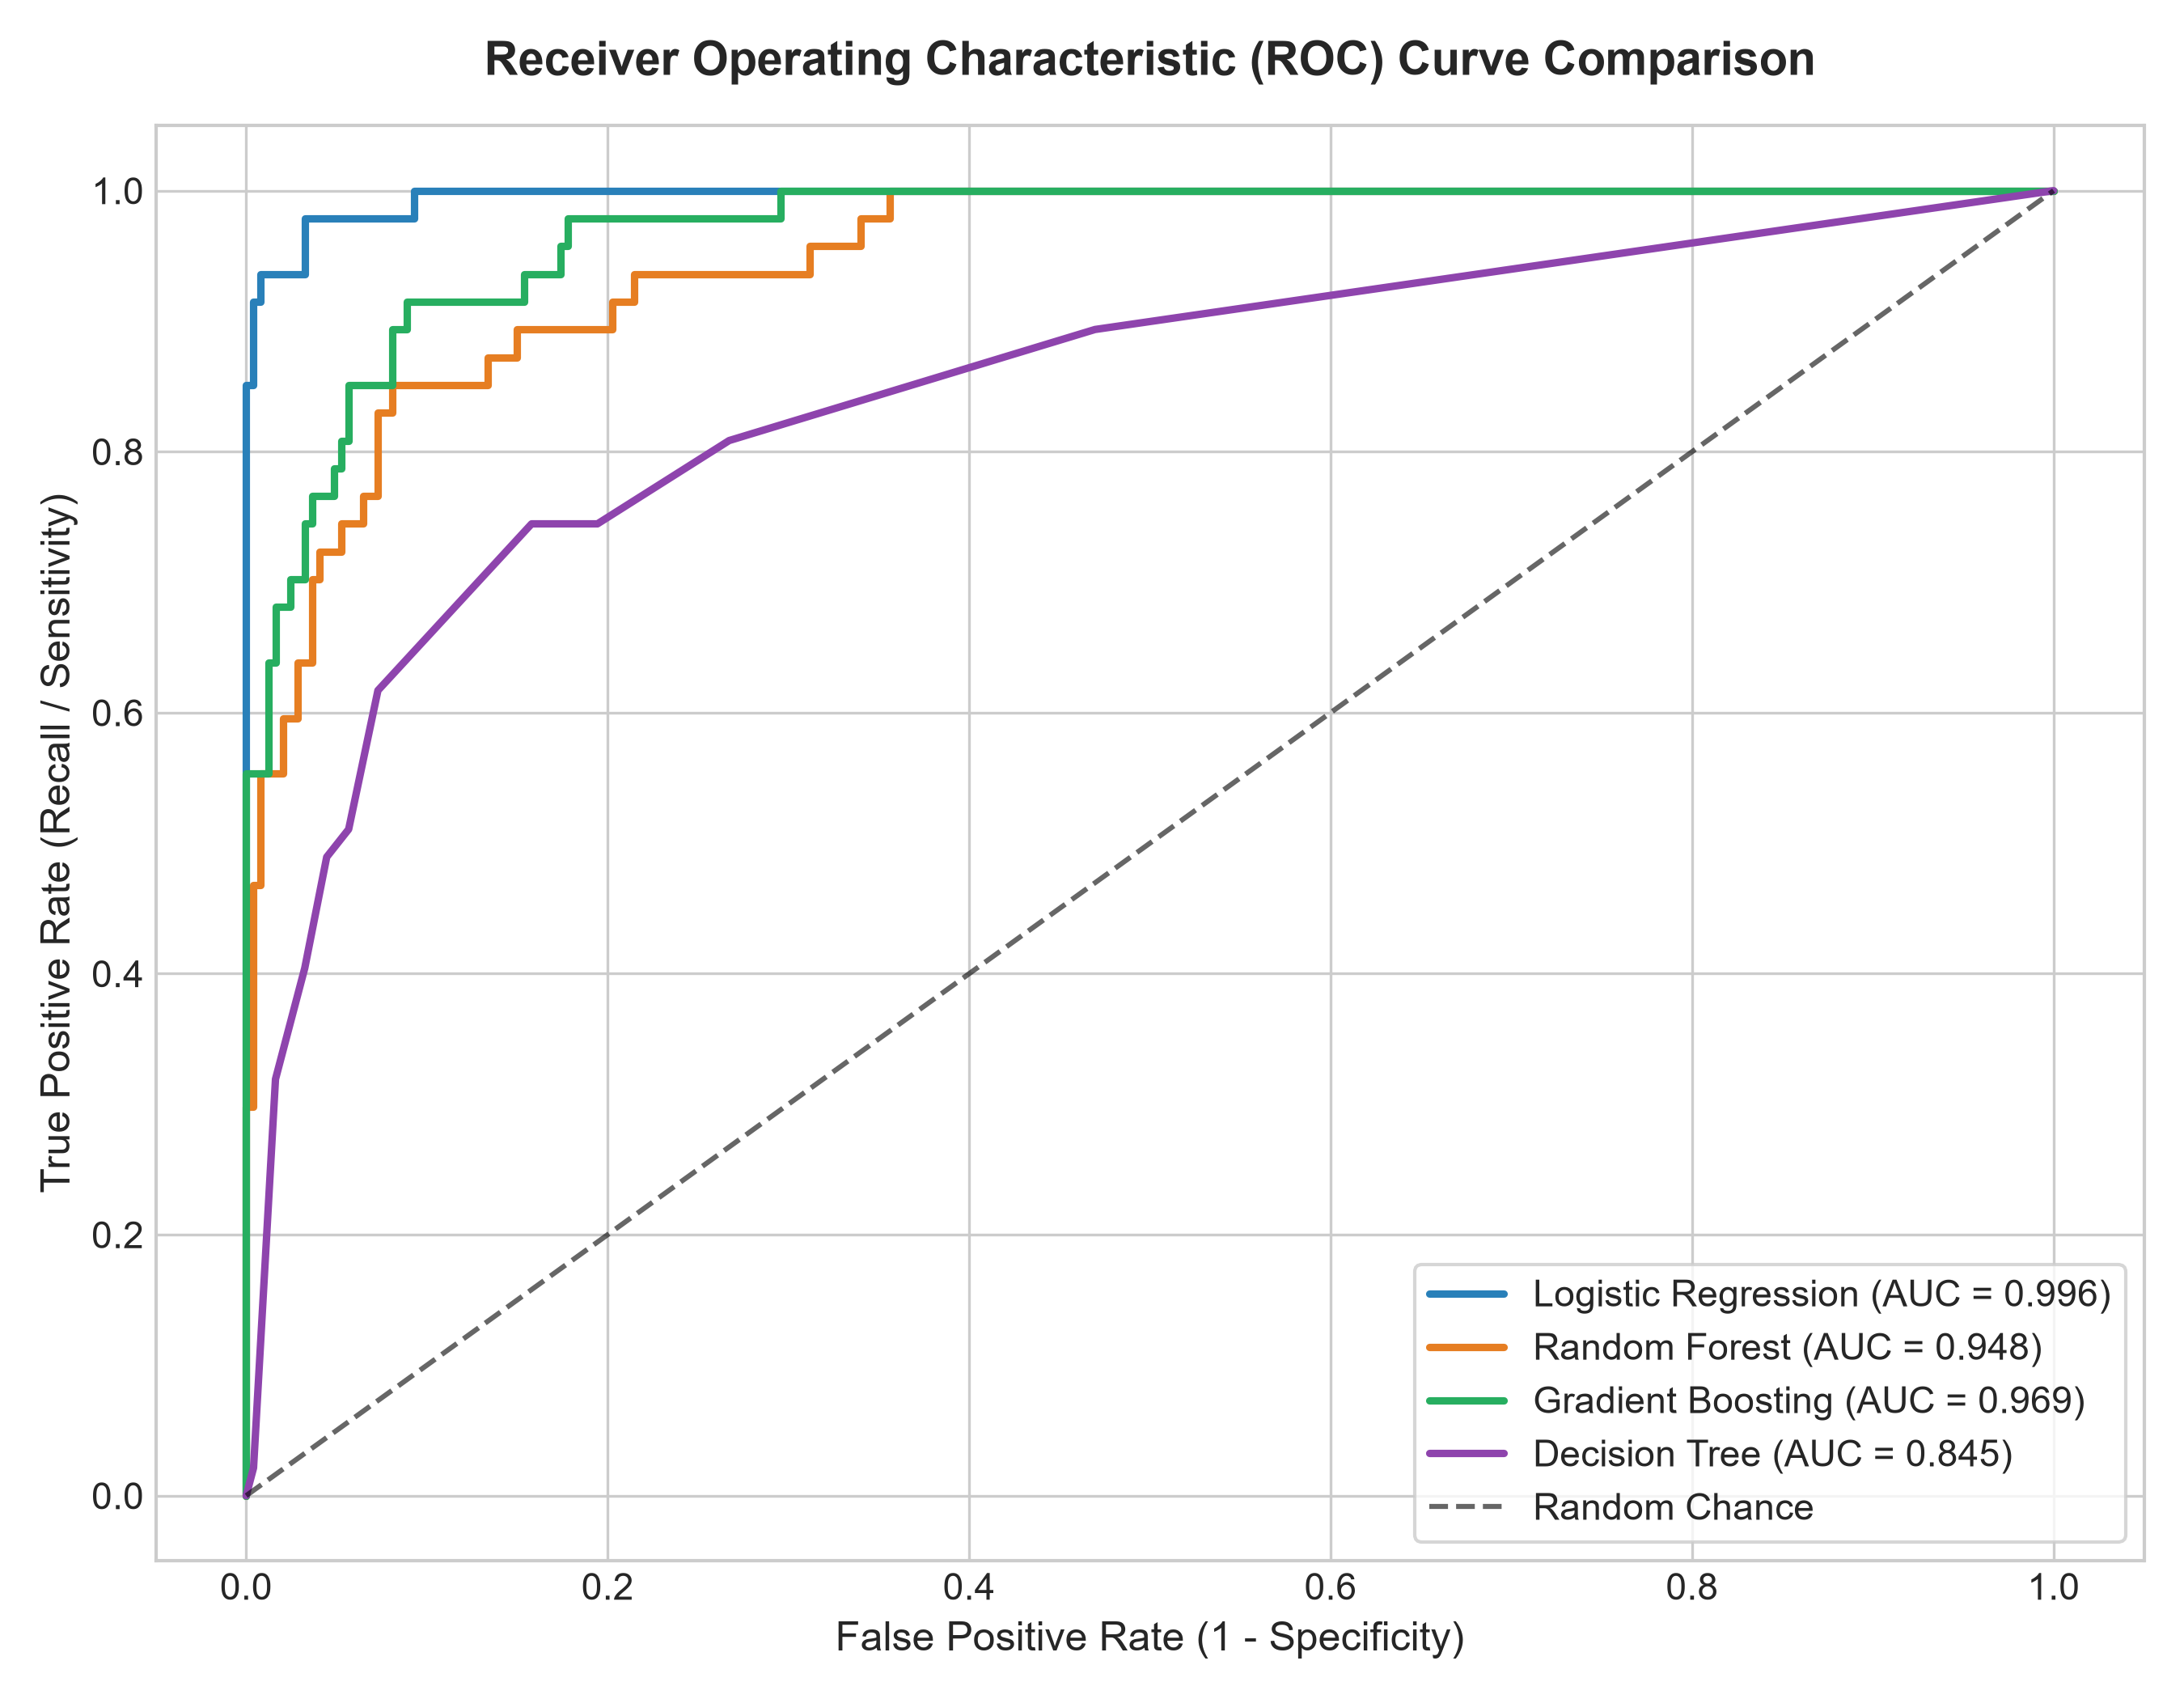 Receiver Operating Characteristic (ROC) Curve Comparison
True Positive Rate (Recall / Sensitivity)
1.0
0.8
0.6
0.4
0.2
0.0
0.0 0.2 0.4 0.6 0.8 1.0
False Positive Rate (1 - Specificity)
Logistic Regression (AUC = 0.996)
Random Forest (AUC = 0.948)
Gradient Boosting (AUC = 0.969)
Decision Tree (AUC = 0.845)
Random Chance